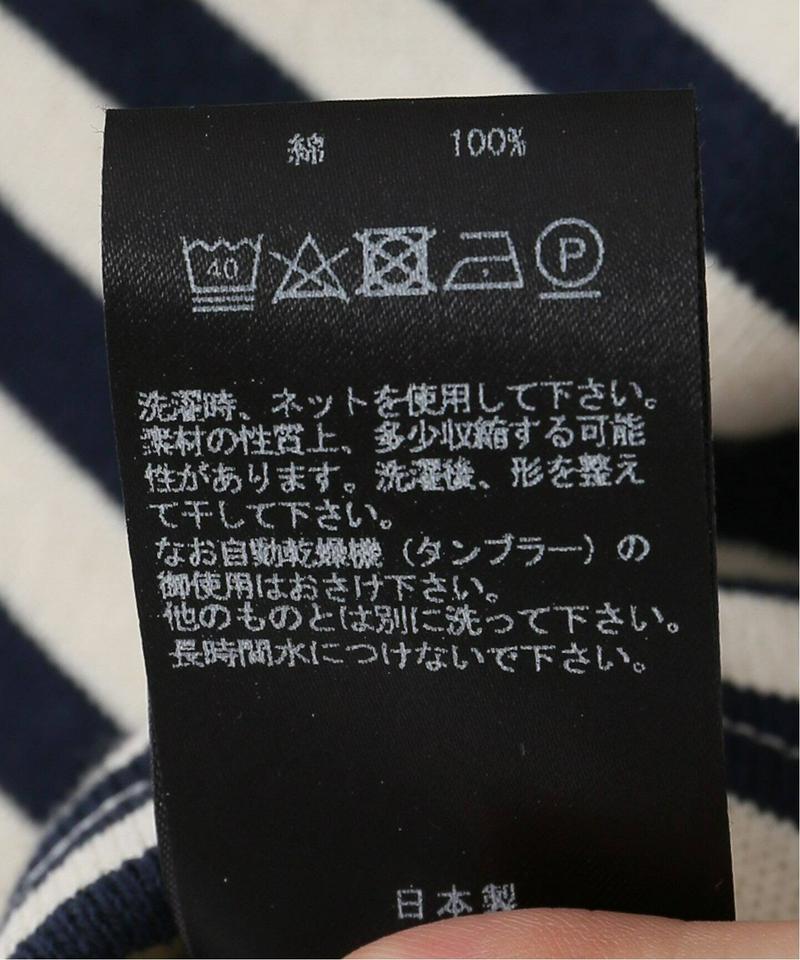 綿 100%
40 P
洗濯時、ネットを使用して下さい。
素材の性質上、多少収縮する可能
性があります。洗濯後、形を整え
て干して下さい。
なお自動乾燥機（タンブラー）の
御使用はおさけ下さい。
他のものとは別に洗って下さい。
長時間水につけないで下さい。
日本製